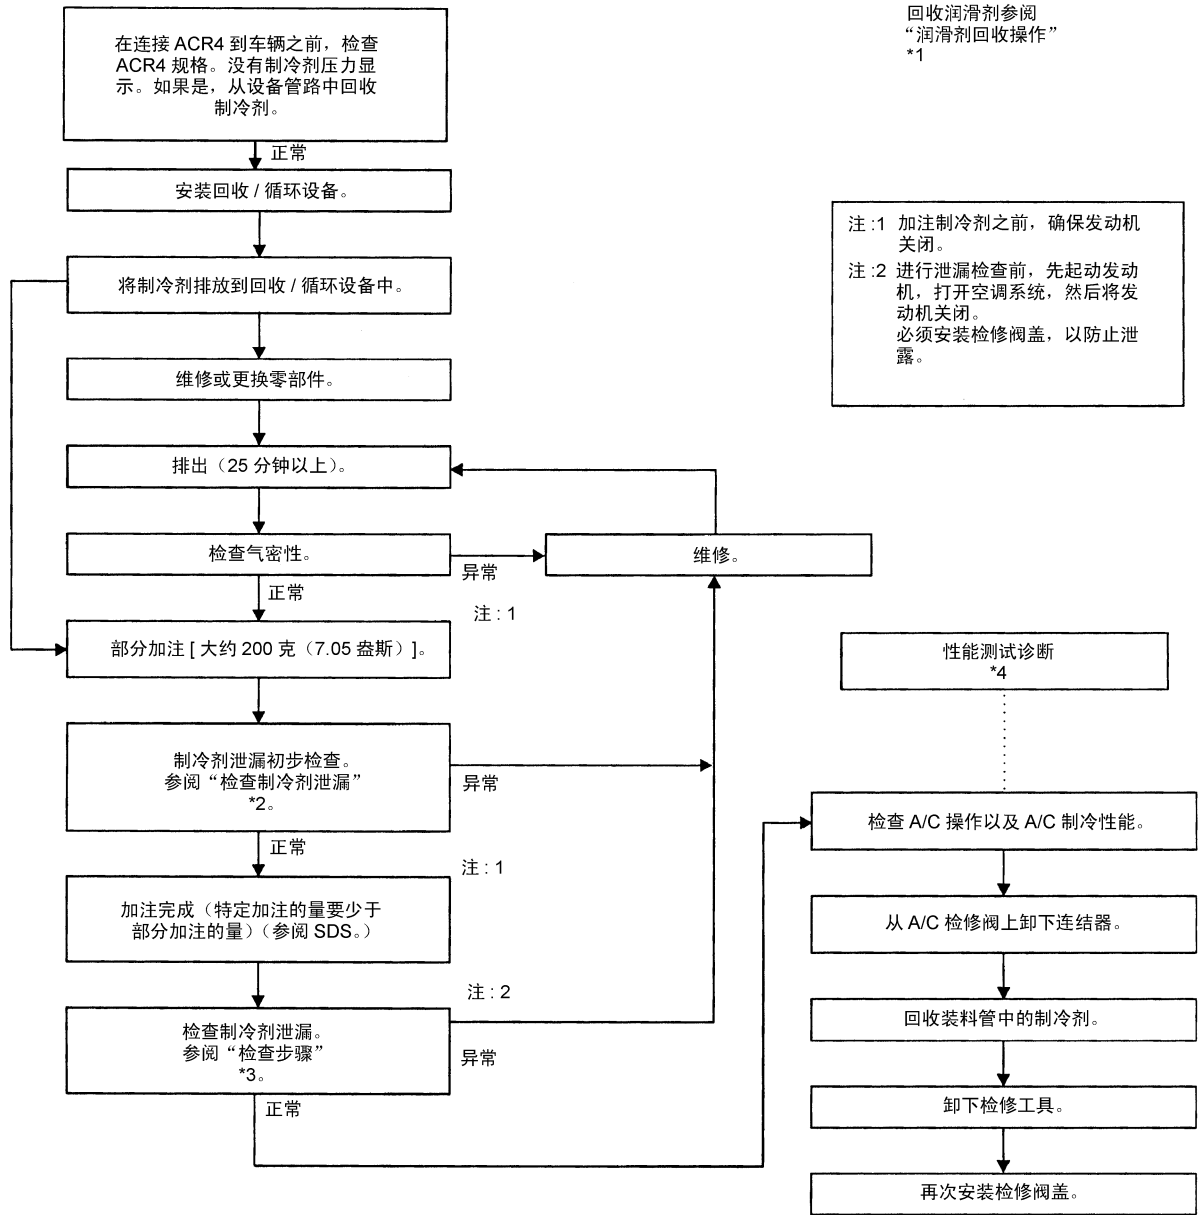 回收润滑剂参阅
“润滑剂回收操作”
*1
在连接 ACR4 到车辆之前，检查
ACR4 规格。没有制冷剂压力显
示。如果是，从设备管路中回收
制冷剂。
正常
安装回收 / 循环设备。
将制冷剂排放到回收 / 循环设备中。
维修或更换零部件。
排出（25 分钟以上）。
检查气密性。
异常
维修。
正常
注 : 1
部分加注 [ 大约 200 克（7.05 盎斯）]。
制冷剂泄漏初步检查。
参阅“检查制冷剂泄漏”
*2。
异常
正常
注 : 1
加注完成（特定加注的量要少于
部分加注的量）（参阅 SDS。）
注 : 2
检查制冷剂泄漏。
参阅“检查步骤”
*3。
异常
正常
注 :1 加注制冷剂之前，确保发动机
关闭。
注 :2 进行泄漏检查前，先起动发动
机，打开空调系统，然后将发
动机关闭。
必须安装检修阀盖，以防止泄
露。
性能测试诊断
*4
检查 A/C 操作以及 A/C 制冷性能。
从 A/C 检修阀上卸下连结器。
回收装料管中的制冷剂。
卸下检修工具。
再次安装检修阀盖。